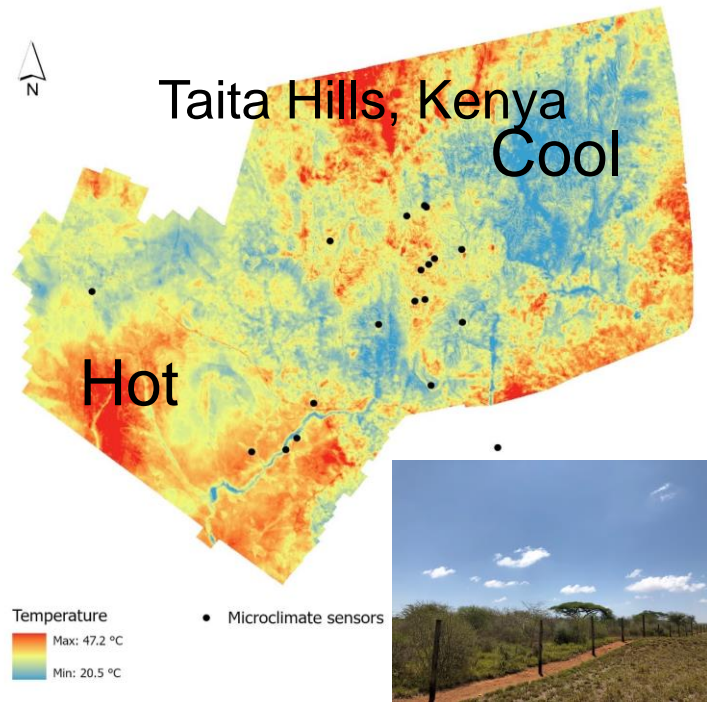 Taita Hills, Kenya
Cool
N
Hot
Temperature
Max: 47.2 °C
Min: 20.5 °C
Microclimate sensors